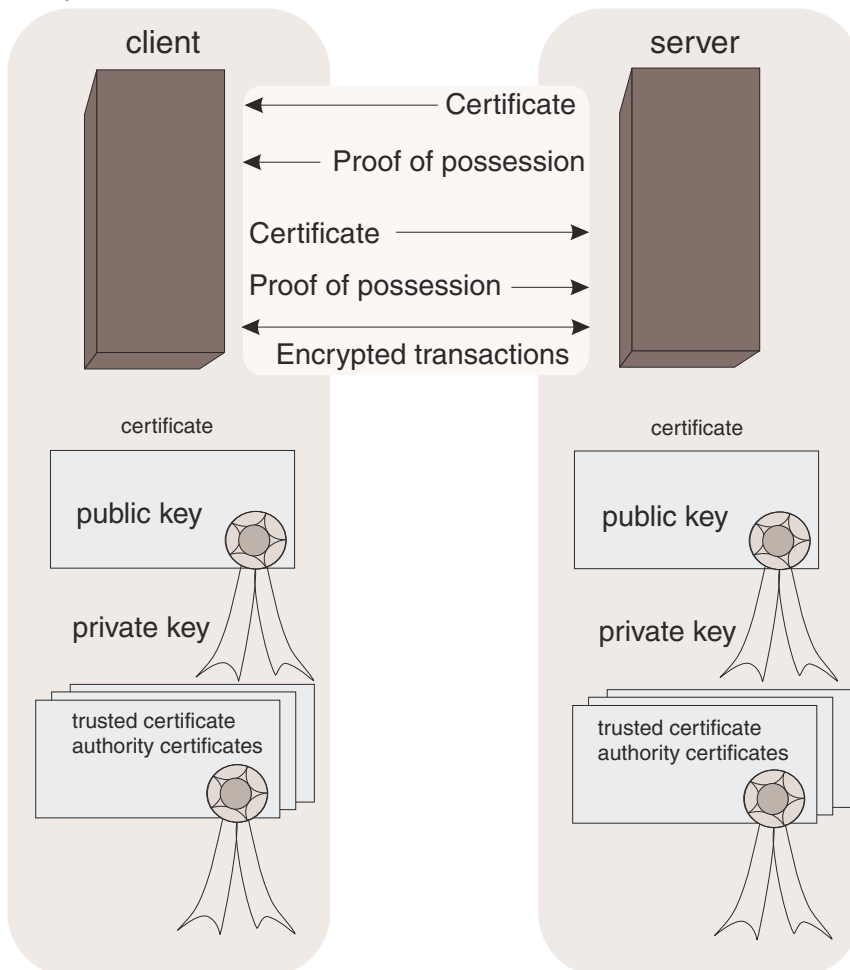 client
server
Certificate
Proof of possession
Certificate
Proof of possession
Encrypted transactions
certificate
public key
private key
trusted certificate
authority certificates
certificate
public key
private key
trusted certificate
authority certificates